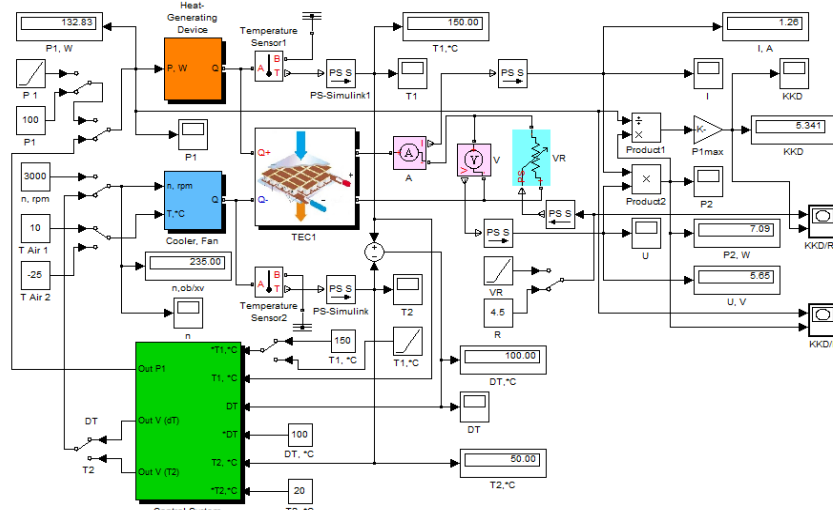 Heat-
Generating
Device
132.83
P1, W
P, W
Q
Temperature
Sensor1
A
B
T
PS S
PS-Simulink1
150.00
T1,*C
T1
PS S
1.26
I, A
I
KKD
P 1
100
P1
P1
3000
n, rpm
n, rpm
Q
T,*C
Cooler, Fan
10
T Air 1
-25
T Air 2
235.00
n,ob/xv
n
Q+
Q-
+
-
TEC1
A
I
A
V
V
V
PS
VR
+
-
PS S
PS S
÷
×
Product1
K-
P1max
5.341
KKD
×
Product2
P2
7.09
P2, W
U
5.65
U, V
KKD/R
KKD/
A
B
T
Temperature
Sensor2
PS S
PS-Simulink
T2
VR
4.5
R
150
T1, *C
T1,*C
Out P1
*T1,*C
T1, *C
DT
*DT
Out V (dT)
T2, *C
Out V (T2)
*T2,*C
100.00
DT,*C
DT
100
DT, *C
50.00
T2,*C
20
DT
T2